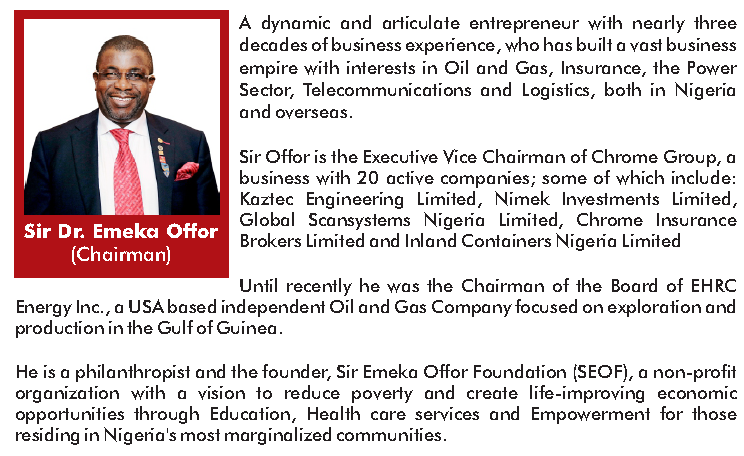 A dynamic and articulate entrepreneur with nearly three
decades of business experience, who has built a vast business
empire with interests in Oil and Gas, Insurance, the Power
Sector, Telecommunications and Logistics, both in Nigeria
and overseas.
Sir Offor is the Executive Vice Chairman of Chrome Group, a
business with 20 active companies; some of which include:
Kaztec Engineering Limited, Nimek Investments Limited,
Global Scansystems Nigeria Limited, Chrome Insurance
Brokers Limited and Inland Containers Nigeria Limited
Sir Dr. Emeka Offor
(Chairman)
Until recently he was the Chairman of the Board of EHRC
Energy Inc., a USA based independent Oil and Gas Company focused on exploration and
production in the Gulf of Guinea.
He is a philanthropist and the founder, Sir Emeka Offor Foundation (SEOF), a non-profit
organization with a vision to reduce poverty and create life-improving economic
opportunities through Education, Health care services and Empowerment for those
residing in Nigeria's most marginalized communities.